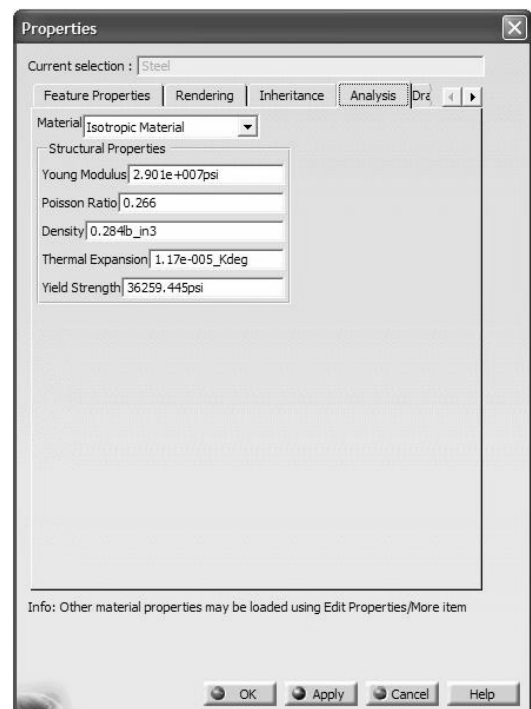 Properties
Current selection : Steel
Feature Properties Rendering Inheritance Analysis Dra
Material Isotropic Material
Structural Properties
Young Modulus 2.901e+007psi
Poisson Ratio 0.266
Density 0.284lb_in3
Thermal Expansion 1.17e-005_Kdeg
Yield Strength 36259.445psi
Info: Other material properties may be loaded using Edit Properties/More item
OK Apply Cancel Help